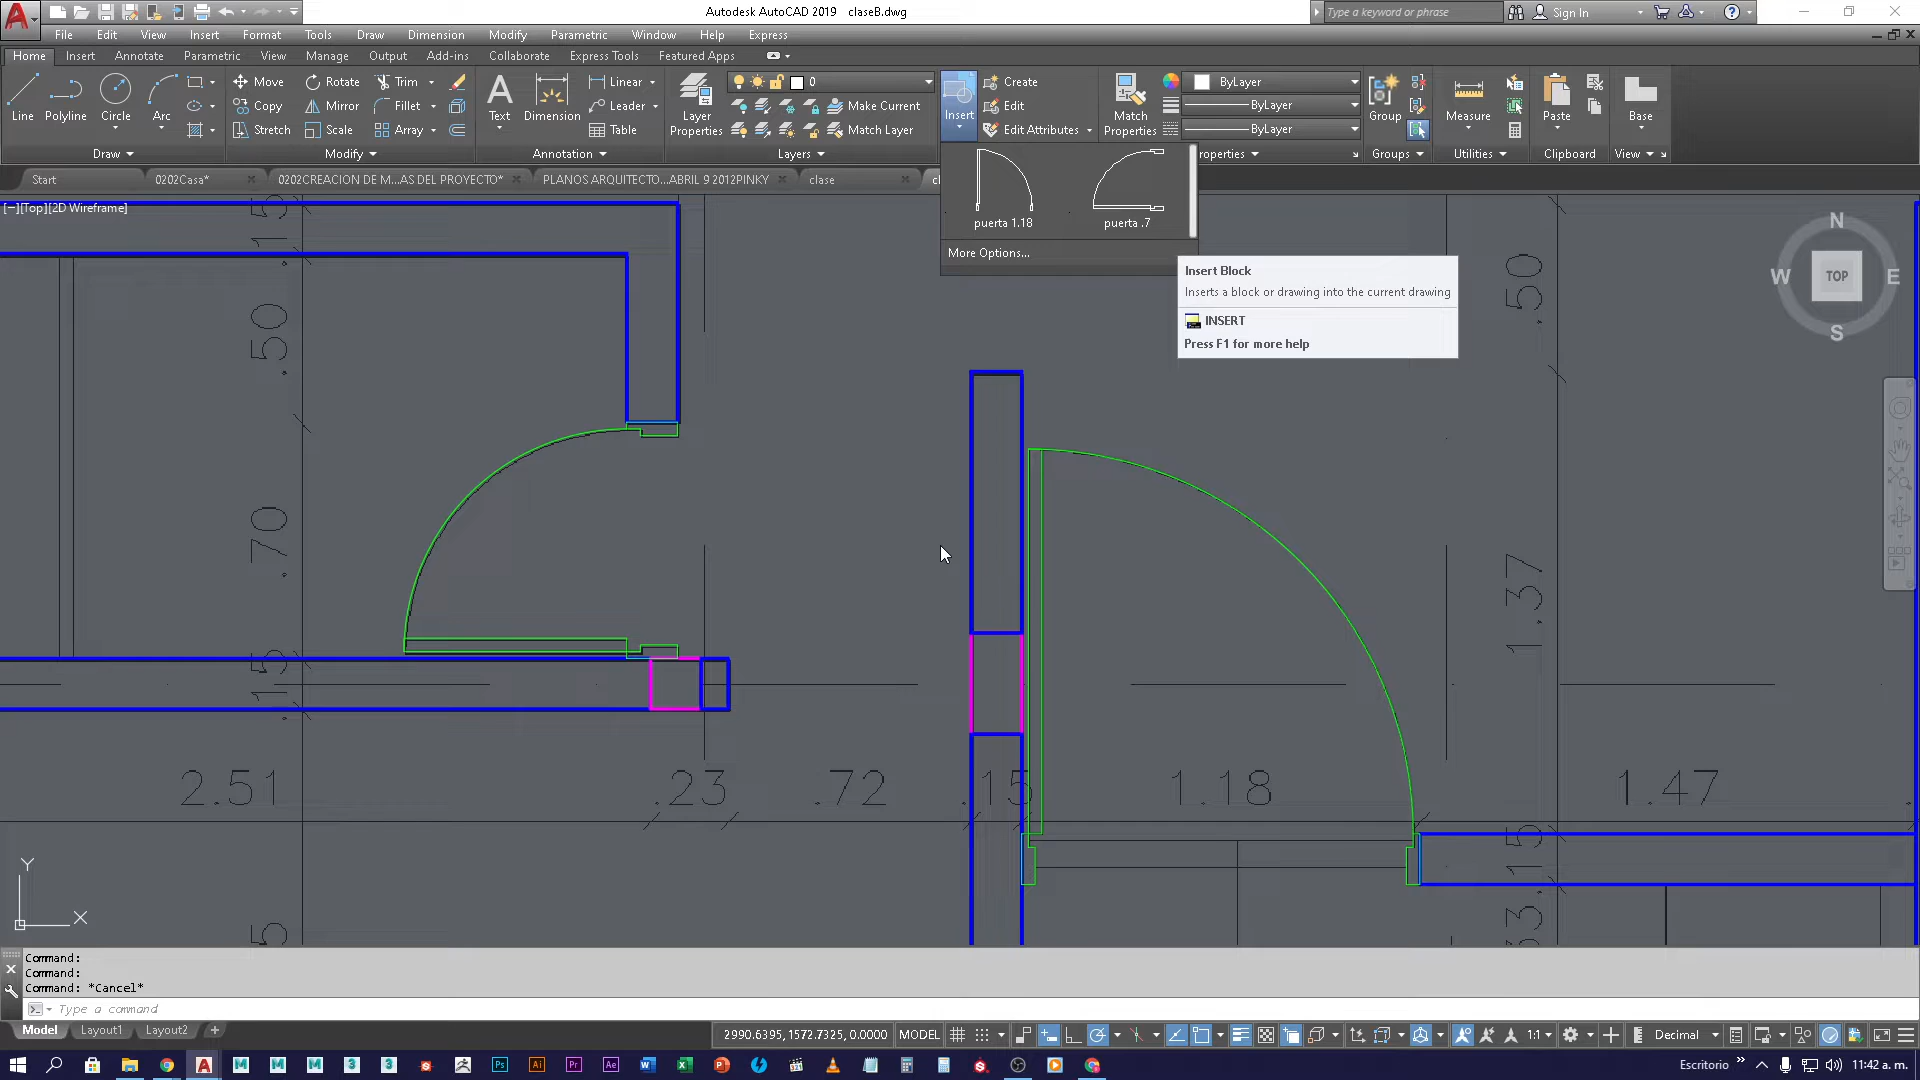 Autodesk AutoCAD 2019   claseB.dwg
Type a keyword or phrase
Sign In
File Edit View Insert Format Tools Draw Dimension Modify Parametric Window Help Express
Home Insert Annotate Parametric View Manage Output Add-ins Collaborate Express Tools Featured Apps
Line
Polyline
Circle
Arc
Move
Copy
Stretch
Rotate
Mirror
Scale
Trim
Fillet
Array
Text
Dimension
Linear
Leader
Table
Layer
Properties
0
Make Current
Match Layer
Insert
Create
Edit
Edit Attributes
Match
Properties
ByLayer
ByLayer
ByLayer
Group
Measure
Paste
Base
Draw
Modify
Annotation
Layers
roperties
Groups
Utilities
Clipboard
View
Start
0202Casa*
0202CREACION DE M...AS DEL PROYECTO*
PLANOS ARQUITECTO...ABRIL 9 2012PINKY
clase
[−][Top][2D Wireframe]
puerta 1.18
puerta .7
More Options...
Insert Block
Inserts a block or drawing into the current drawing
INSERT
Press F1 for more help
N
W
TOP
E
S
.50
.70
.15
.50
1.37
.15
2.51
.23
.72
.15
1.18
1.47
Y
X
Command:
Command:
Command: *Cancel*
Type a command
Model
Layout1
Layout2
2990.6395, 1572.7325, 0.0000
MODEL
1:1
Decimal
Escritorio
11:42 a. m.